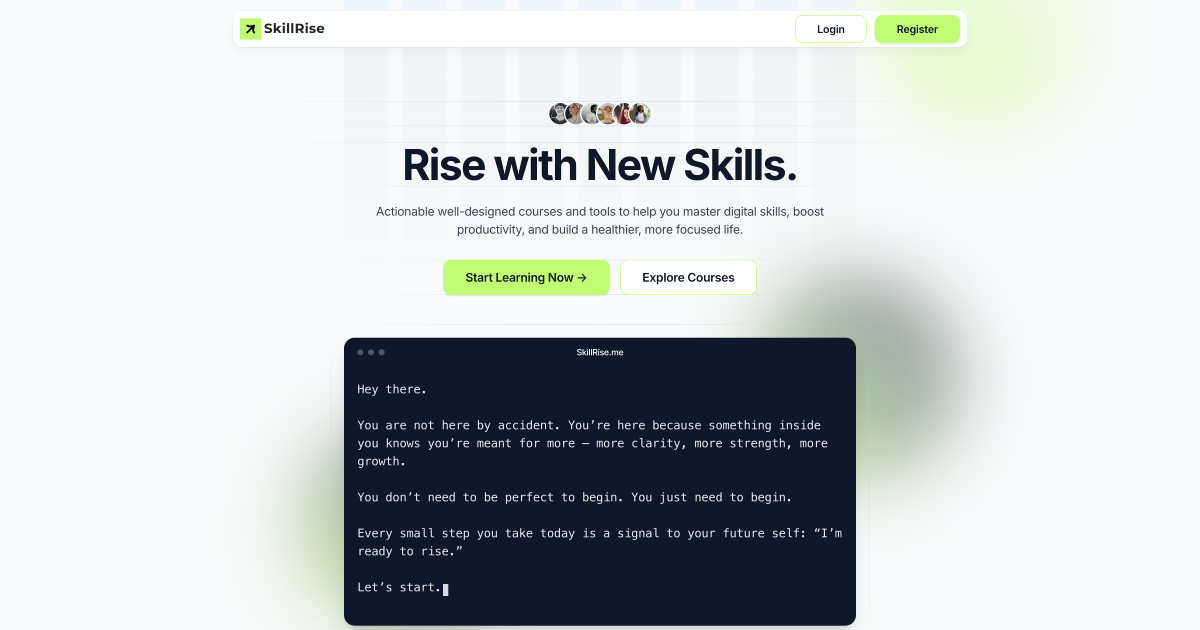 SkillRise
Login
Register
Rise with New Skills.
Actionable well-designed courses and tools to help you master digital skills, boost
productivity, and build a healthier, more focused life.
Start Learning Now →
Explore Courses
SkillRise.me
Hey there.
You are not here by accident. You’re here because something inside
you knows you’re meant for more — more clarity, more strength, more
growth.
You don’t need to be perfect to begin. You just need to begin.
Every small step you take today is a signal to your future self: “I’m
ready to rise.”
Let’s start.